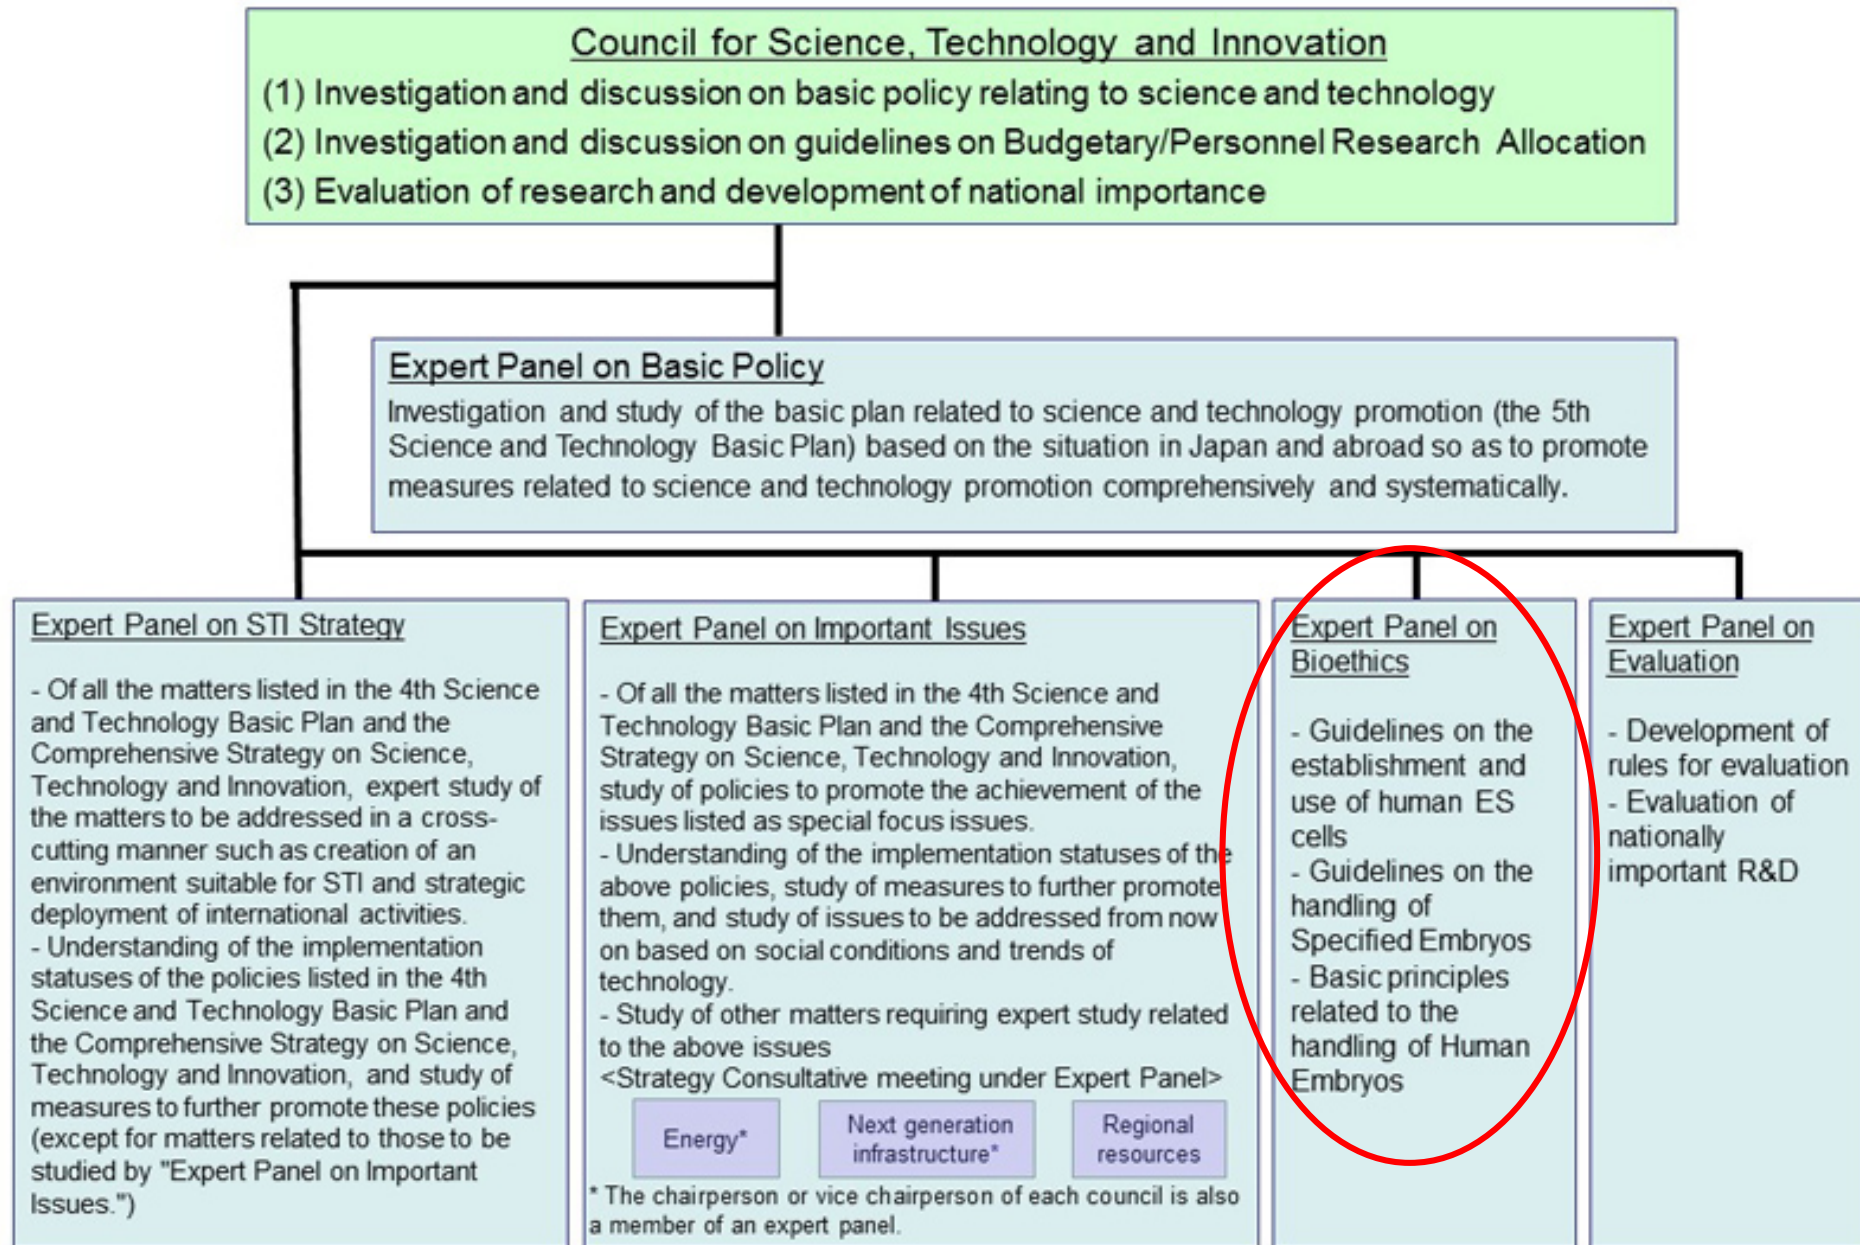 Council for Science, Technology and Innovation
(1) Investigation and discussion on basic policy relating to science and technology
(2) Investigation and discussion on guidelines on Budgetary/Personnel Research Allocation
(3) Evaluation of research and development of national importance
Expert Panel on Basic Policy
Investigation and study of the basic plan related to science and technology promotion (the 5th
Science and Technology Basic Plan) based on the situation in Japan and abroad so as to promote
measures related to science and technology promotion comprehensively and systematically.
Expert Panel on STI Strategy
- Of all the matters listed in the 4th Science
and Technology Basic Plan and the
Comprehensive Strategy on Science,
Technology and Innovation, expert study of
the matters to be addressed in a cross-
cutting manner such as creation of an
environment suitable for STI and strategic
deployment of international activities.
- Understanding of the implementation
statuses of the policies listed in the 4th
Science and Technology Basic Plan and
the Comprehensive Strategy on Science,
Technology and Innovation, and study of
measures to further promote these policies
(except for matters related to those to be
studied by "Expert Panel on Important
Issues.")
Expert Panel on Important Issues
- Of all the matters listed in the 4th Science and
Technology Basic Plan and the Comprehensive
Strategy on Science, Technology and Innovation,
study of policies to promote the achievement of the
issues listed as special focus issues.
- Understanding of the implementation statuses of the
above policies, study of measures to further promote
them, and study of issues to be addressed from now
on based on social conditions and trends of
technology.
- Study of other matters requiring expert study related
to the above issues
<Strategy Consultative meeting under Expert Panel>
Energy*
Next generation
infrastructure*
Regional
resources
* The chairperson or vice chairperson of each council is also
a member of an expert panel.
Expert Panel on
Bioethics
- Guidelines on the
establishment and
use of human ES
cells
- Guidelines on the
handling of
Specified Embryos
- Basic principles
related to the
handling of Human
Embryos
Expert Panel on
Evaluation
- Development of
rules for evaluation
- Evaluation of
nationally
important R&D